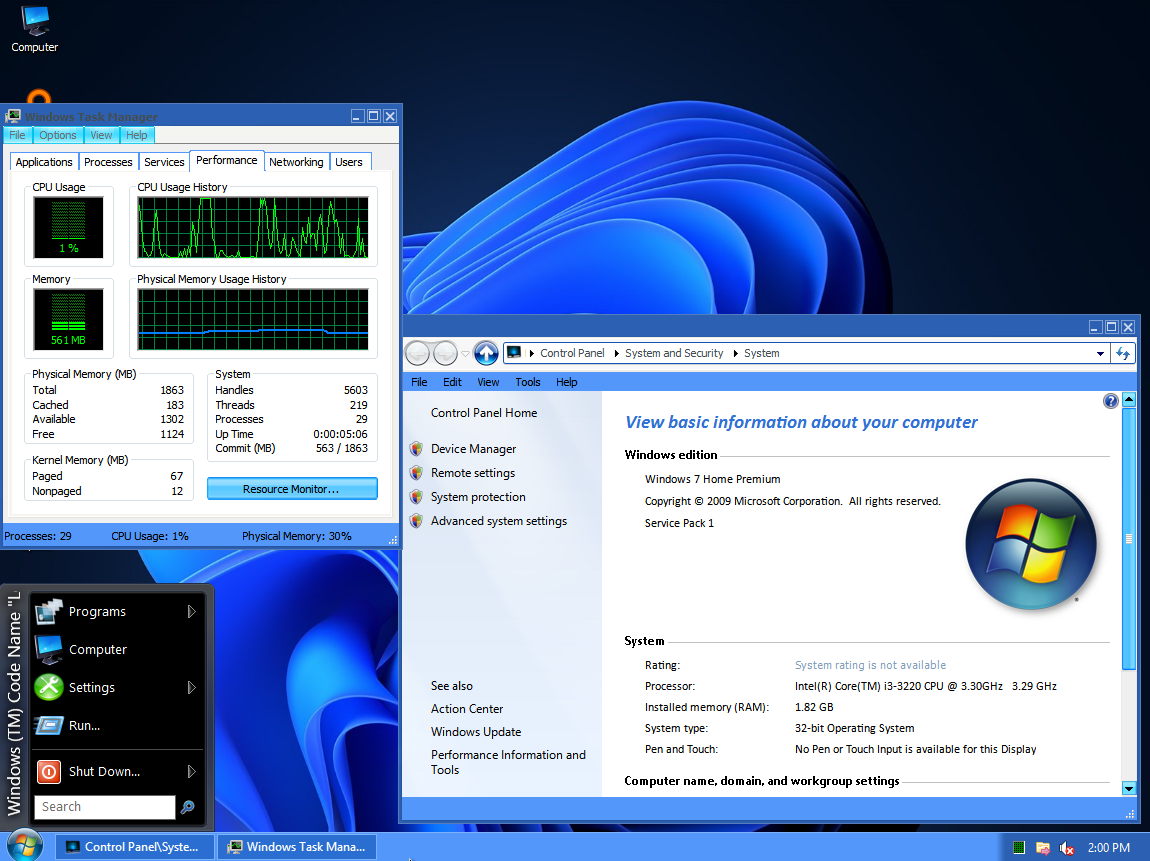 Computer
Windows Task Manager
File Options View Help
Applications Processes Services Performance Networking Users
CPU Usage
CPU Usage History
1 %
Memory
Physical Memory Usage History
561 MB
Physical Memory (MB)
Total 1863
Cached 183
Available 1302
Free 1124
System
Handles 5603
Threads 219
Processes 29
Up Time 0:00:05:06
Commit (MB) 563 / 1863
Kernel Memory (MB)
Paged 67
Nonpaged 12
Resource Monitor...
Processes: 29 CPU Usage: 1% Physical Memory: 30%
Control Panel System and Security System
File Edit View Tools Help
Control Panel Home
Device Manager
Remote settings
System protection
Advanced system settings
See also
Action Center
Windows Update
Performance Information and
Tools
View basic information about your computer
Windows edition
Windows 7 Home Premium
Copyright © 2009 Microsoft Corporation. All rights reserved.
Service Pack 1
System
Rating: System rating is not available
Processor: Intel(R) Core(TM) i3-3220 CPU @ 3.30GHz 3.29 GHz
Installed memory (RAM): 1.82 GB
System type: 32-bit Operating System
Pen and Touch: No Pen or Touch Input is available for this Display
Computer name, domain, and workgroup settings
Windows (TM) Code Name "L
Programs
Computer
Settings
Run...
Shut Down...
Search
Control Panel\Syste...
Windows Task Mana...
2:00 PM